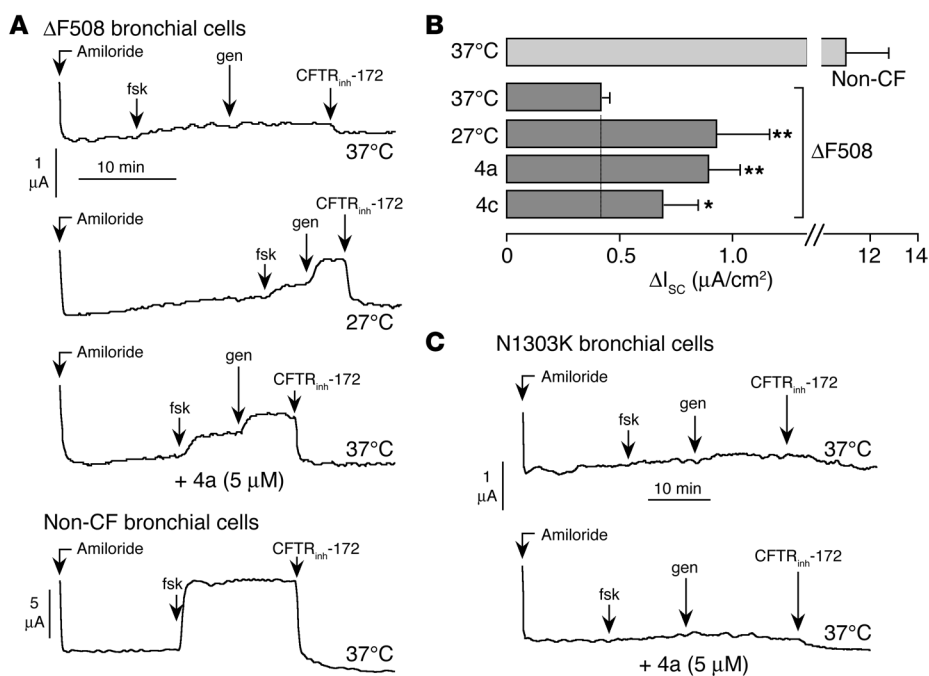 A
ΔF508 bronchial cells
Amiloride
fsk
gen
CFTRinh-172
37°C
1
μA
10 min
Amiloride
fsk
gen
CFTRinh-172
27°C
Amiloride
fsk
gen
CFTRinh-172
37°C
+ 4a (5 μM)
Non-CF bronchial cells
Amiloride
fsk
CFTRinh-172
5
μA
37°C
B
37°C
Non-CF
37°C
27°C
**
4a
**
4c
*
ΔF508
0 0.5 1.0 12 14
ΔISC (μA/cm²)
C
N1303K bronchial cells
Amiloride
fsk
gen
CFTRinh-172
37°C
1
μA
10 min
Amiloride
fsk
gen
CFTRinh-172
37°C
+ 4a (5 μM)